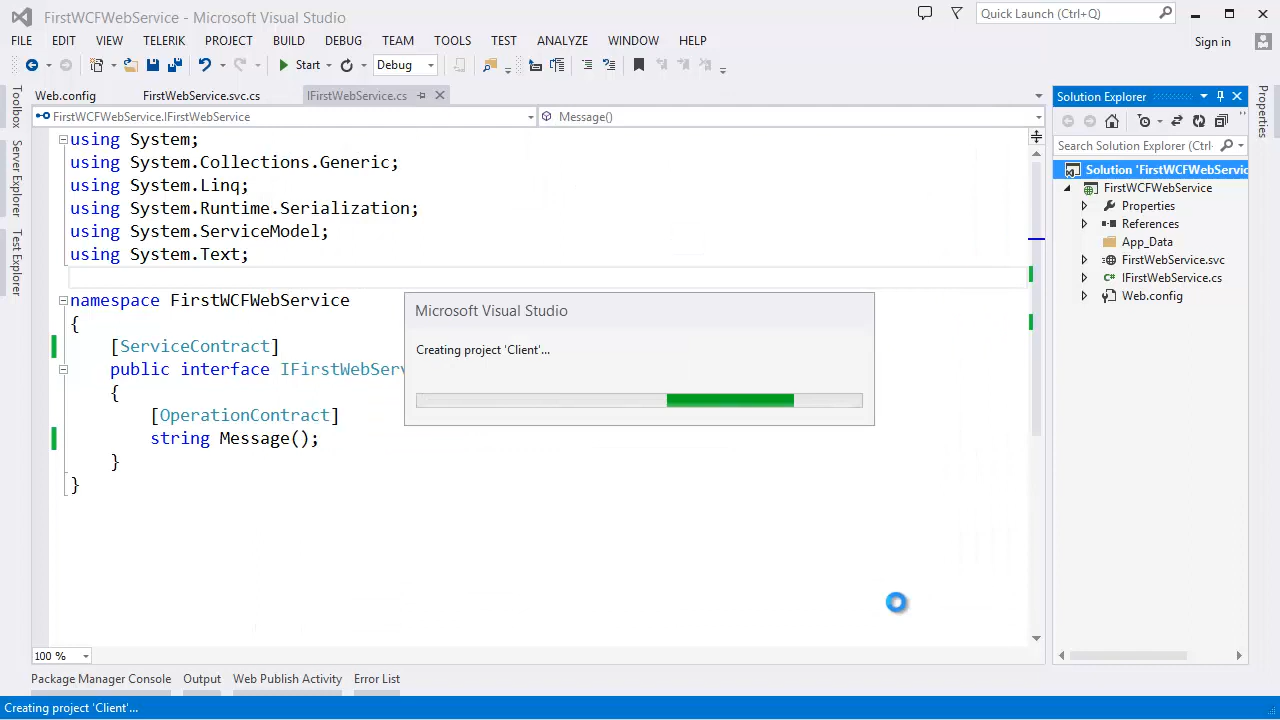 FirstWCFWebService - Microsoft Visual Studio
Quick Launch (Ctrl+Q)
FILE EDIT VIEW TELERIK PROJECT BUILD DEBUG TEAM TOOLS TEST ANALYZE WINDOW HELP
Sign in
Start Debug
Toolbox
Server Explorer
Test Explorer
Web.config FirstWebService.svc.cs IFirstWebService.cs
FirstWCFWebService.IFirstWebService Message()
using System;
using System.Collections.Generic;
using System.Linq;
using System.Runtime.Serialization;
using System.ServiceModel;
using System.Text;
namespace FirstWCFWebService
{
[ServiceContract]
public interface IFirstWebServ
{
[OperationContract]
string Message();
}
}
Microsoft Visual Studio
Creating project 'Client'...
Solution Explorer
Search Solution Explorer (Ctrl-
Solution 'FirstWCFWebServic
FirstWCFWebService
Properties
References
App_Data
FirstWebService.svc
IFirstWebService.cs
Web.config
Properties
100 %
Package Manager Console Output Web Publish Activity Error List
Creating project 'Client'...